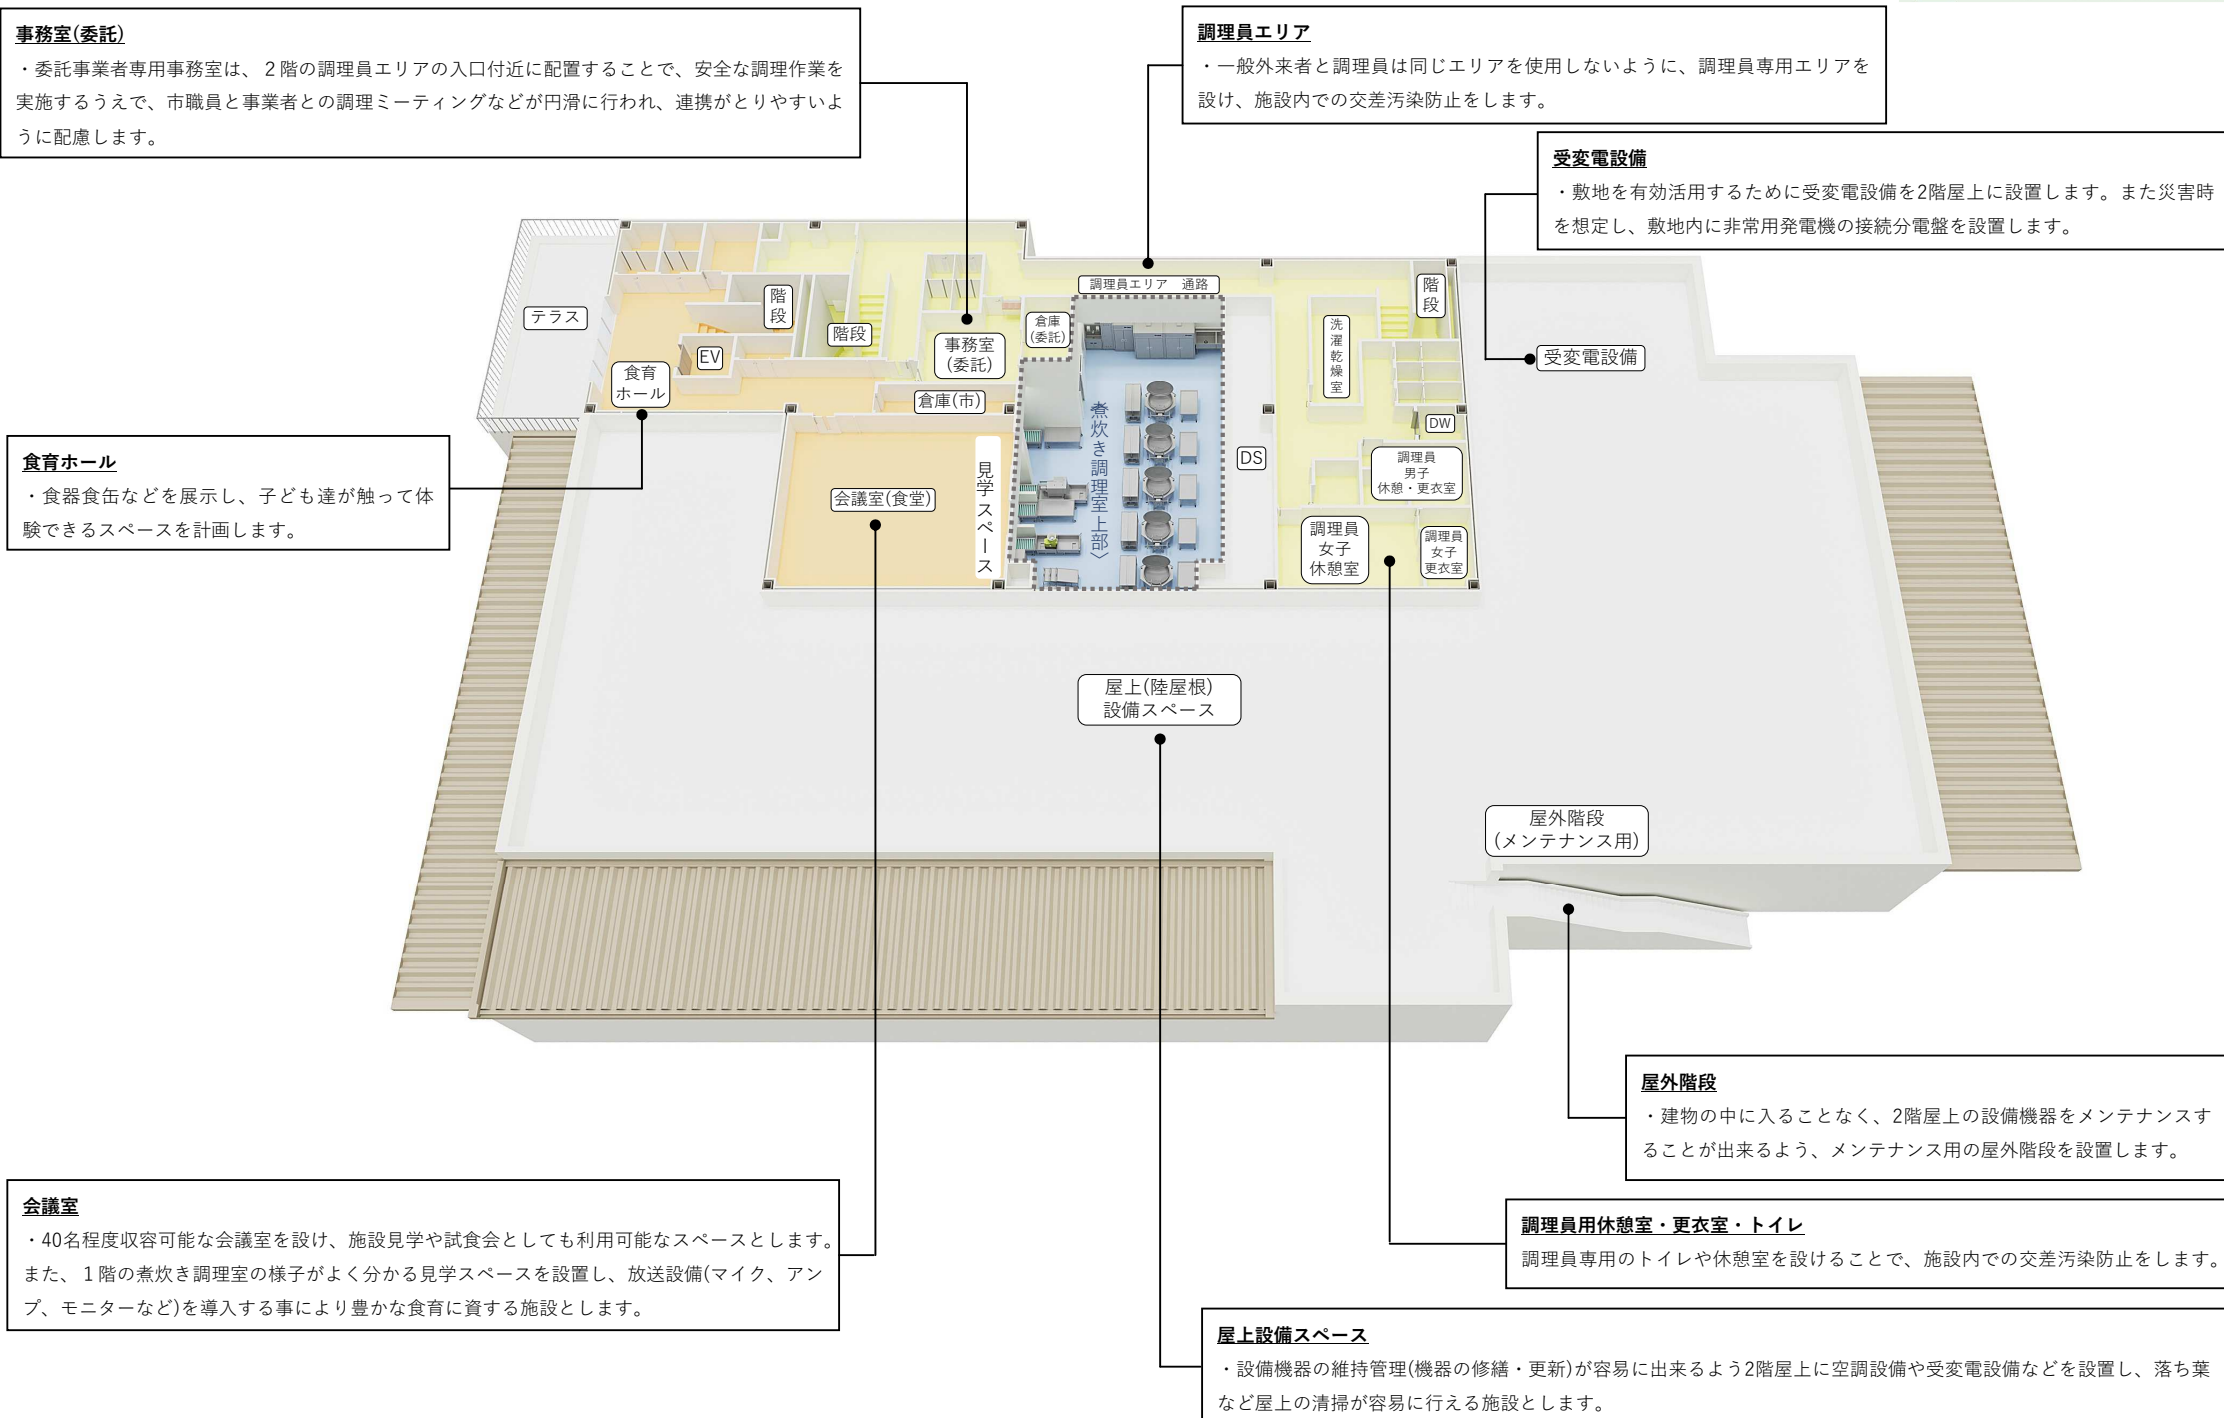 事務室(委託)
・委託事業者専用事務室は、２階の調理員エリアの入口付近に配置することで、安全な調理作業を
実施するうえで、市職員と事業者との調理ミーティングなどが円滑に行われ、連携がとりやすいよ
うに配慮します。
調理員エリア
・一般外来者と調理員は同じエリアを使用しないように、調理員専用エリアを
設け、施設内での交差汚染防止をします。
受変電設備
・敷地を有効活用するために受変電設備を2階屋上に設置します。また災害時
を想定し、敷地内に非常用発電機の接続分電盤を設置します。
調理員エリア　通路
テラス
階段
階段
EV
食育
ホール
事務室
(委託)
倉庫
(委託)
倉庫(市)
洗濯乾燥室
階段
受変電設備
DW
DS
調理員
男子
休憩・更衣室
会議室(食堂)
見学スペース
煮炊き調理室上部〉
調理員
女子
休憩室
調理員
女子
更衣室
食育ホール
・食器食缶などを展示し、子ども達が触って体
験できるスペースを計画します。
屋上(陸屋根)
設備スペース
屋外階段
(メンテナンス用)
屋外階段
・建物の中に入ることなく、2階屋上の設備機器をメンテナンスす
ることが出来るよう、メンテナンス用の屋外階段を設置します。
会議室
・40名程度収容可能な会議室を設け、施設見学や試食会としても利用可能なスペースとします。
また、１階の煮炊き調理室の様子がよく分かる見学スペースを設置し、放送設備(マイク、アン
プ、モニターなど)を導入する事により豊かな食育に資する施設とします。
調理員用休憩室・更衣室・トイレ
調理員専用のトイレや休憩室を設けることで、施設内での交差汚染防止をします。
屋上設備スペース
・設備機器の維持管理(機器の修繕・更新)が容易に出来るよう2階屋上に空調設備や受変電設備などを設置し、落ち葉
など屋上の清掃が容易に行える施設とします。